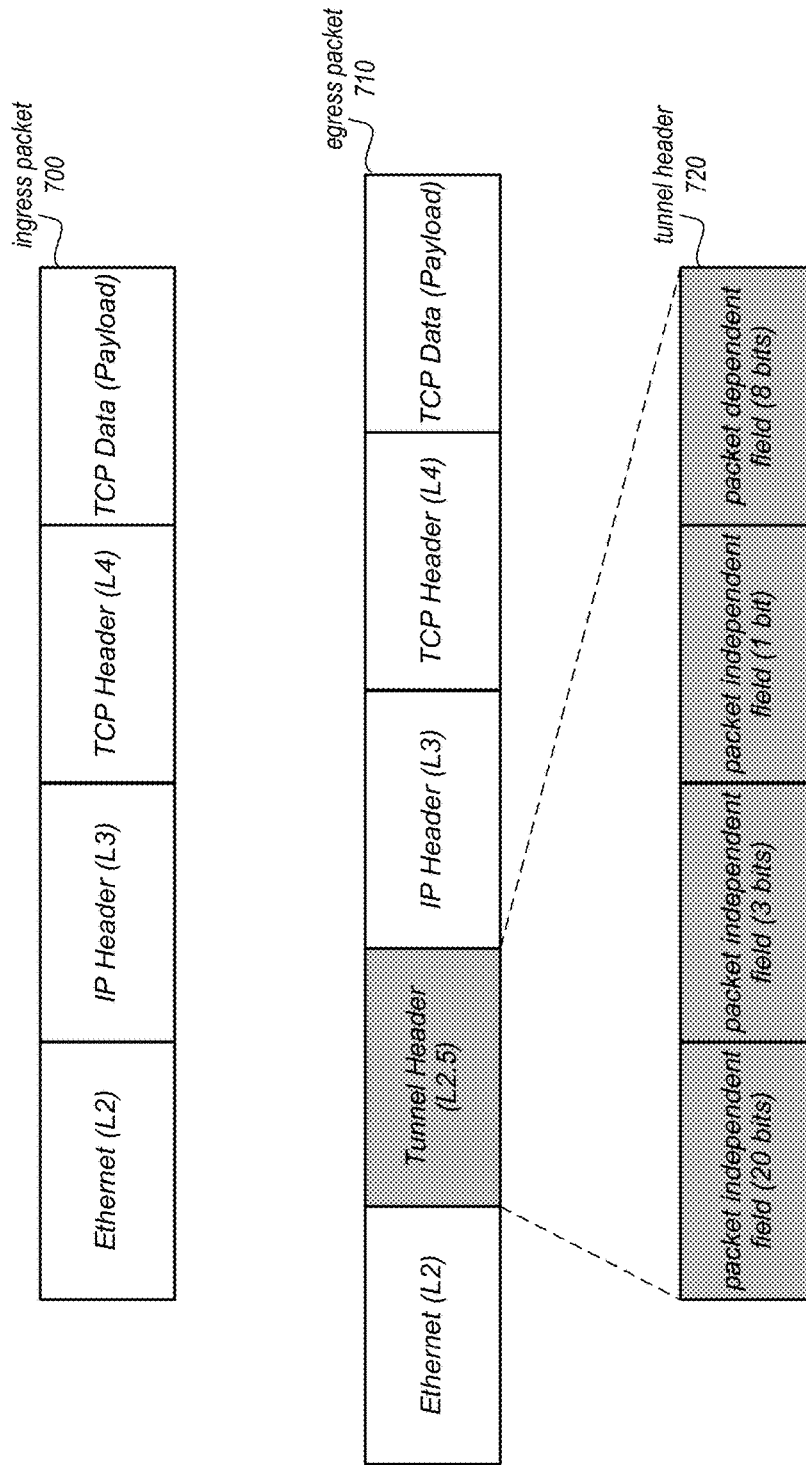 ingress packet
700
Ethernet (L2)
IP Header (L3)
TCP Header (L4)
TCP Data (Payload)
egress packet
710
Ethernet (L2)
Tunnel Header
(L2.5)
IP Header (L3)
TCP Header (L4)
TCP Data (Payload)
tunnel header
720
packet independent
field (20 bits)
packet independent
field (3 bits)
packet independent
field (1 bit)
packet dependent
field (8 bits)